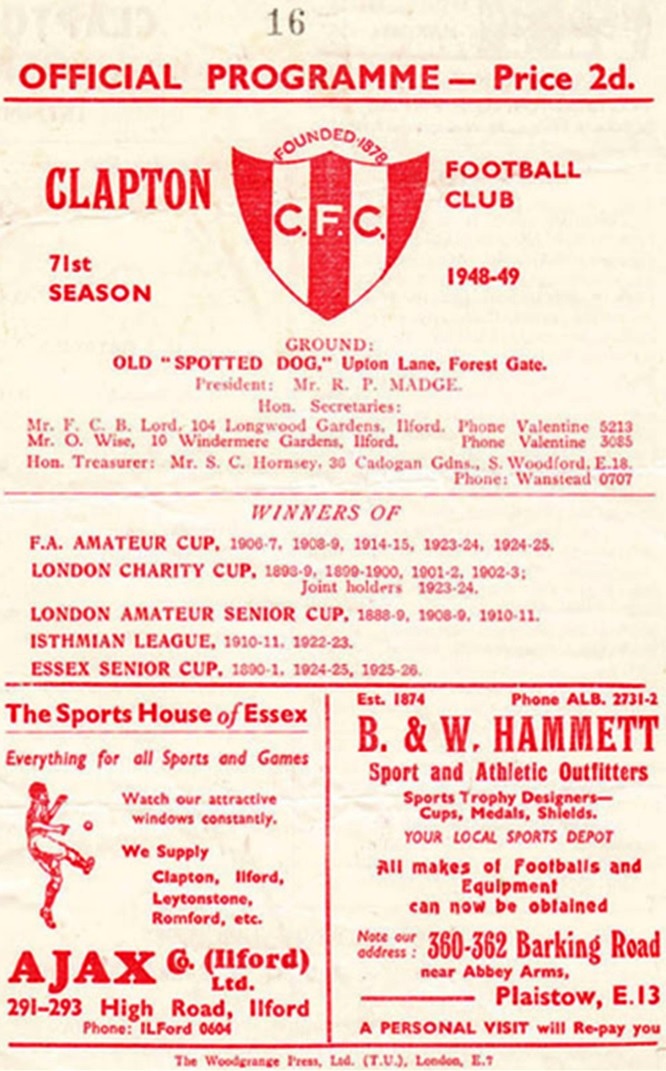 16
OFFICIAL PROGRAMME — Price 2d.
CLAPTON
FOUNDED·1878
C.F.C.
FOOTBALL
CLUB
71st
SEASON
1948-49
GROUND:
OLD "SPOTTED DOG," Upton Lane, Forest Gate.
President: Mr. R. P. MADGE.
Hon. Secretaries:
Mr. F. C. B. Lord, 104 Longwood Gardens, Ilford. Phone Valentine 5213
Mr. O. Wise, 10 Windermere Gardens, Ilford. Phone Valentine 3085
Hon. Treasurer: Mr. S. C. Hornsey, 36 Cadogan Gdns., S. Woodford, E.18.
Phone: Wanstead 0707
WINNERS OF
F.A. AMATEUR CUP, 1906-7, 1908-9, 1914-15, 1923-24, 1924-25.
LONDON CHARITY CUP, 1898-9, 1899-1900, 1901-2, 1902-3;
Joint holders 1923-24.
LONDON AMATEUR SENIOR CUP, 1888-9, 1908-9, 1910-11.
ISTHMIAN LEAGUE, 1910-11, 1922-23.
ESSEX SENIOR CUP, 1890-1, 1924-25, 1925-26.
The Sports House of Essex
Everything for all Sports and Games
Watch our attractive
windows constantly.
We Supply
Clapton, Ilford,
Leytonstone,
Romford, etc.
AJAX Co. (Ilford)
Ltd.
291-293 High Road, Ilford
Phone: ILFord 0604
Est. 1874 Phone ALB. 2731-2
B. & W. HAMMETT
Sport and Athletic Outfitters
Sports Trophy Designers—
Cups, Medals, Shields.
YOUR LOCAL SPORTS DEPOT
All makes of Footballs and
Equipment
can now be obtained
Note our
address : 360-362 Barking Road
near Abbey Arms,
Plaistow, E.13
A PERSONAL VISIT will Re-pay you
The Woodgrange Press, Ltd. (T.U.), London, E.7